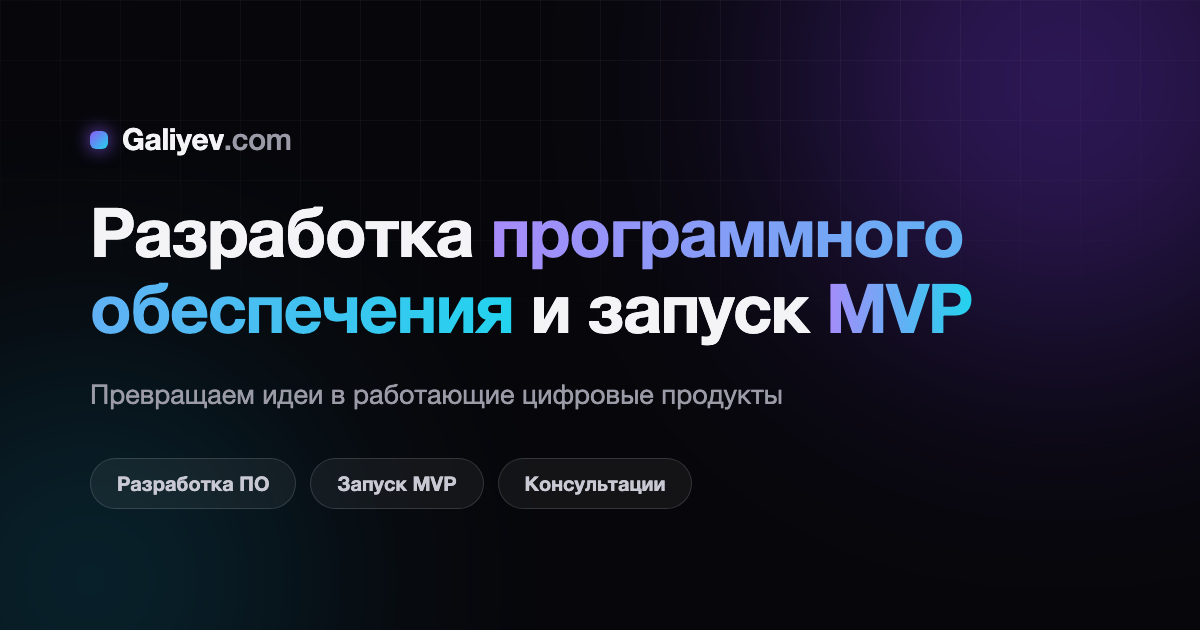 Galiyev.com
Разработка программного
обеспечения и запуск MVP
Превращаем идеи в работающие цифровые продукты
Разработка ПО
Запуск MVP
Консультации